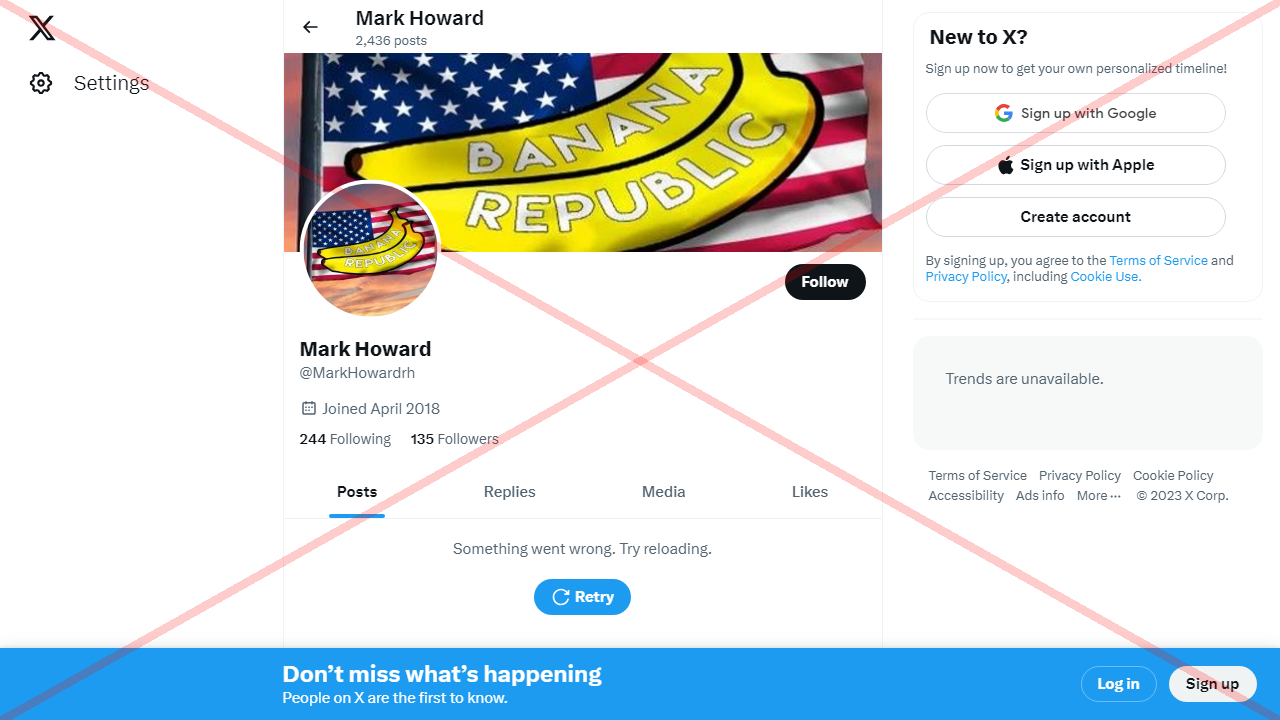 Mark Howard
2,436 posts
Settings
BANANA
REPUBLIC
BANANA
REPUBLIC
Follow
Mark Howard
@MarkHowardrh
Joined April 2018
244 Following 135 Followers
Posts Replies Media Likes
Something went wrong. Try reloading.
Retry
New to X?
Sign up now to get your own personalized timeline!
Sign up with Google
Sign up with Apple
Create account
By signing up, you agree to the Terms of Service and
Privacy Policy, including Cookie Use.
Trends are unavailable.
Terms of Service Privacy Policy Cookie Policy
Accessibility Ads info More ··· © 2023 X Corp.
Don’t miss what’s happening
People on X are the first to know.
Log in Sign up